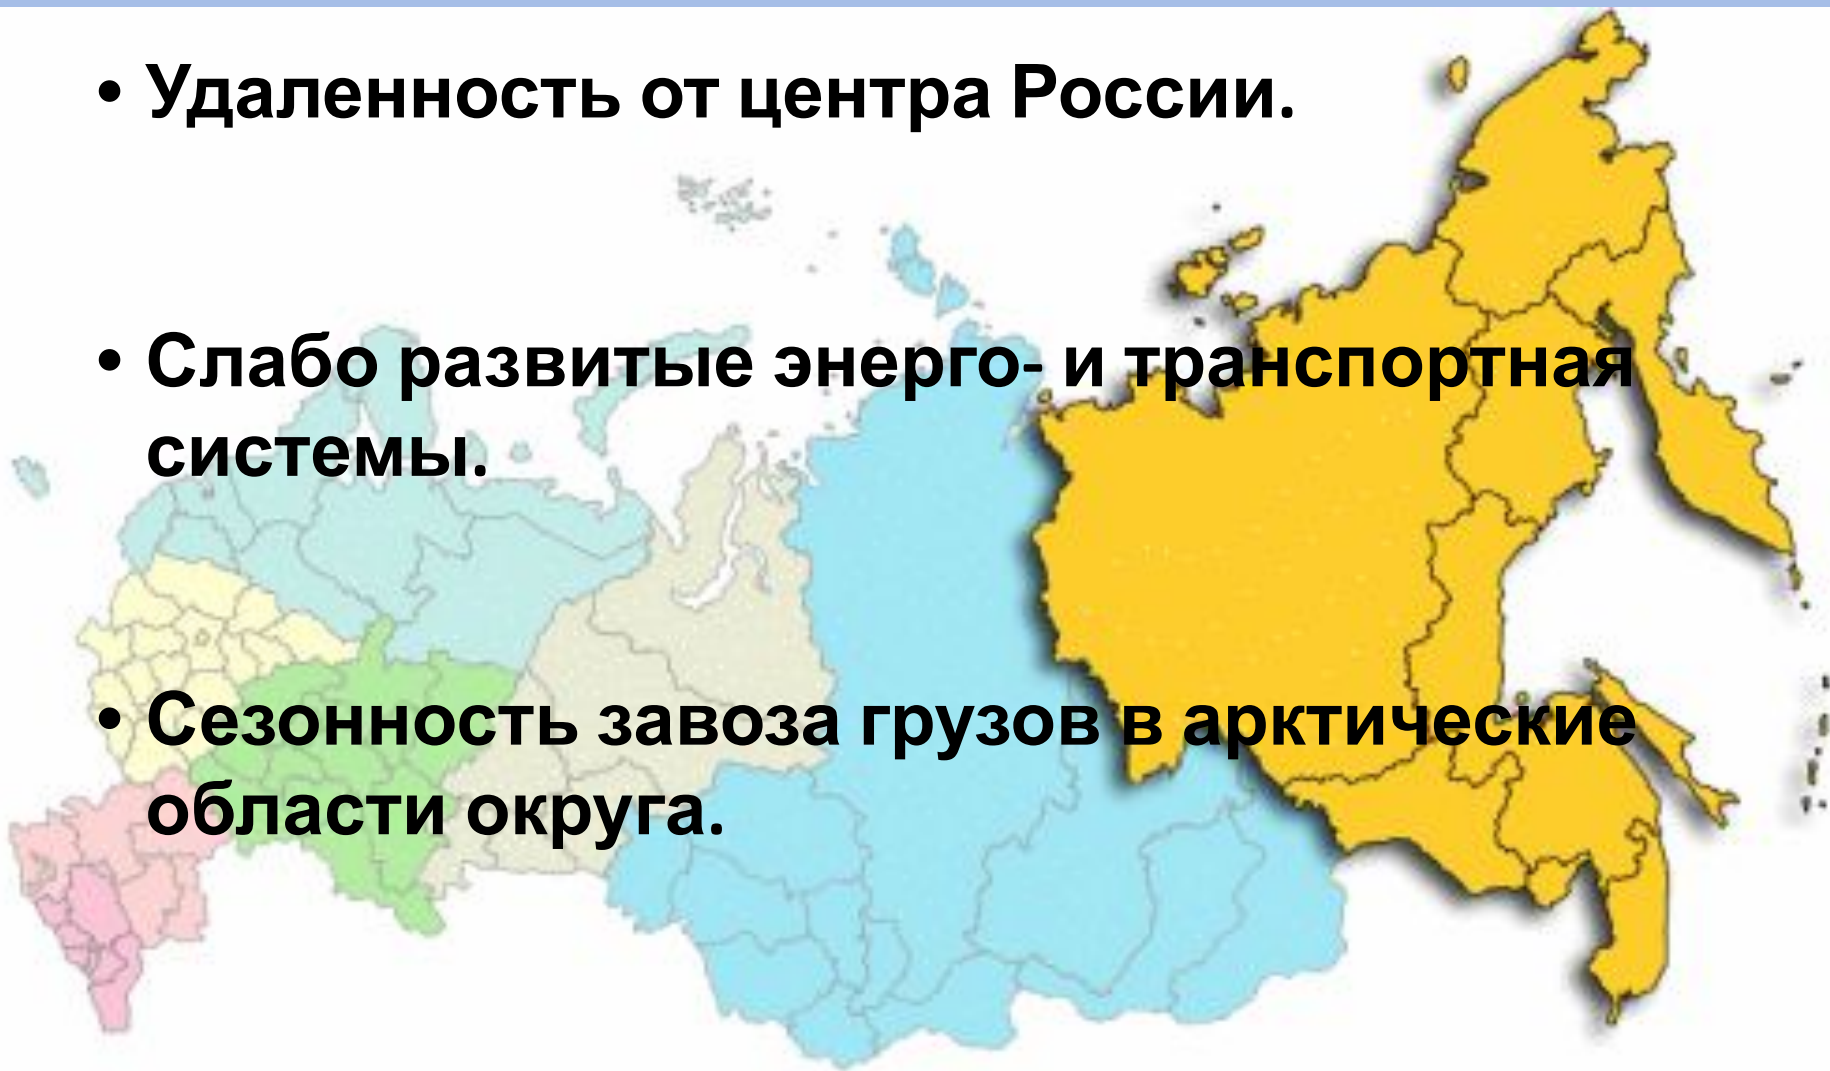 • Удаленность от центра России.
• Слабо развитые энерго- и транспортная
системы.
• Сезонность завоза грузов в арктические
области округа.